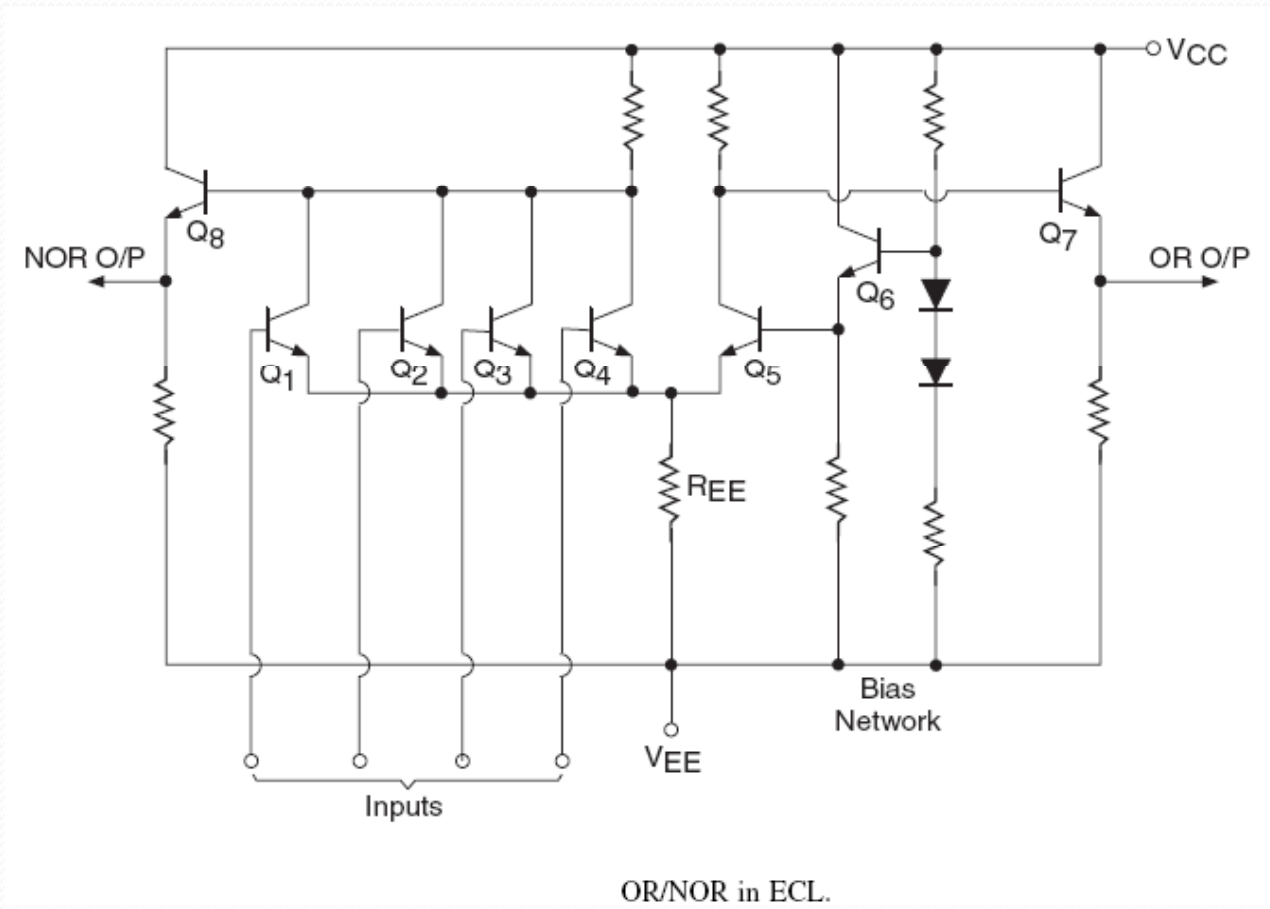 VCC
Q8
Q7
NOR O/P
OR O/P
Q6
Q1
Q2
Q3
Q4
Q5
REE
Bias
Network
VEE
Inputs
OR/NOR in ECL.